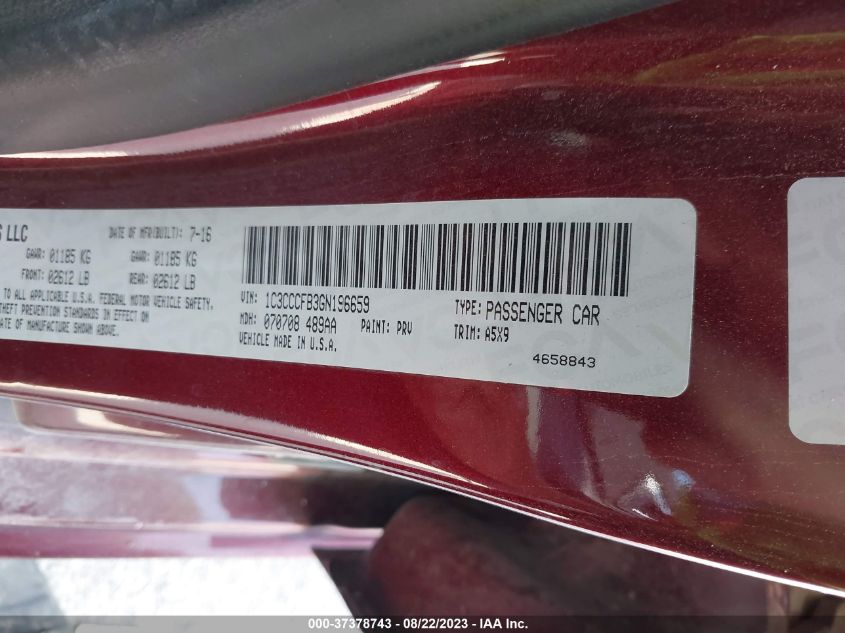 S LLC
DATE OF MFR(BUILT): 7-16
GAWR: 01185 KG GAWR: 01185 KG
FRONT: 02612 LB REAR: 02612 LB
TO ALL APPLICABLE U.S.A. FEDERAL MOTOR VEHICLE SAFETY,
THEFT PREVENTION STANDARDS IN EFFECT ON
DATE OF MANUFACTURE SHOWN ABOVE.
VIN: 1C3CCCFB3GN196659
MDH: 070708 489AA PAINT: PRV
VEHICLE MADE IN U.S.A.
TYPE: PASSENGER CAR
TRIM: A5X9
4658843
000-37378743 - 08/22/2023 - IAA Inc.